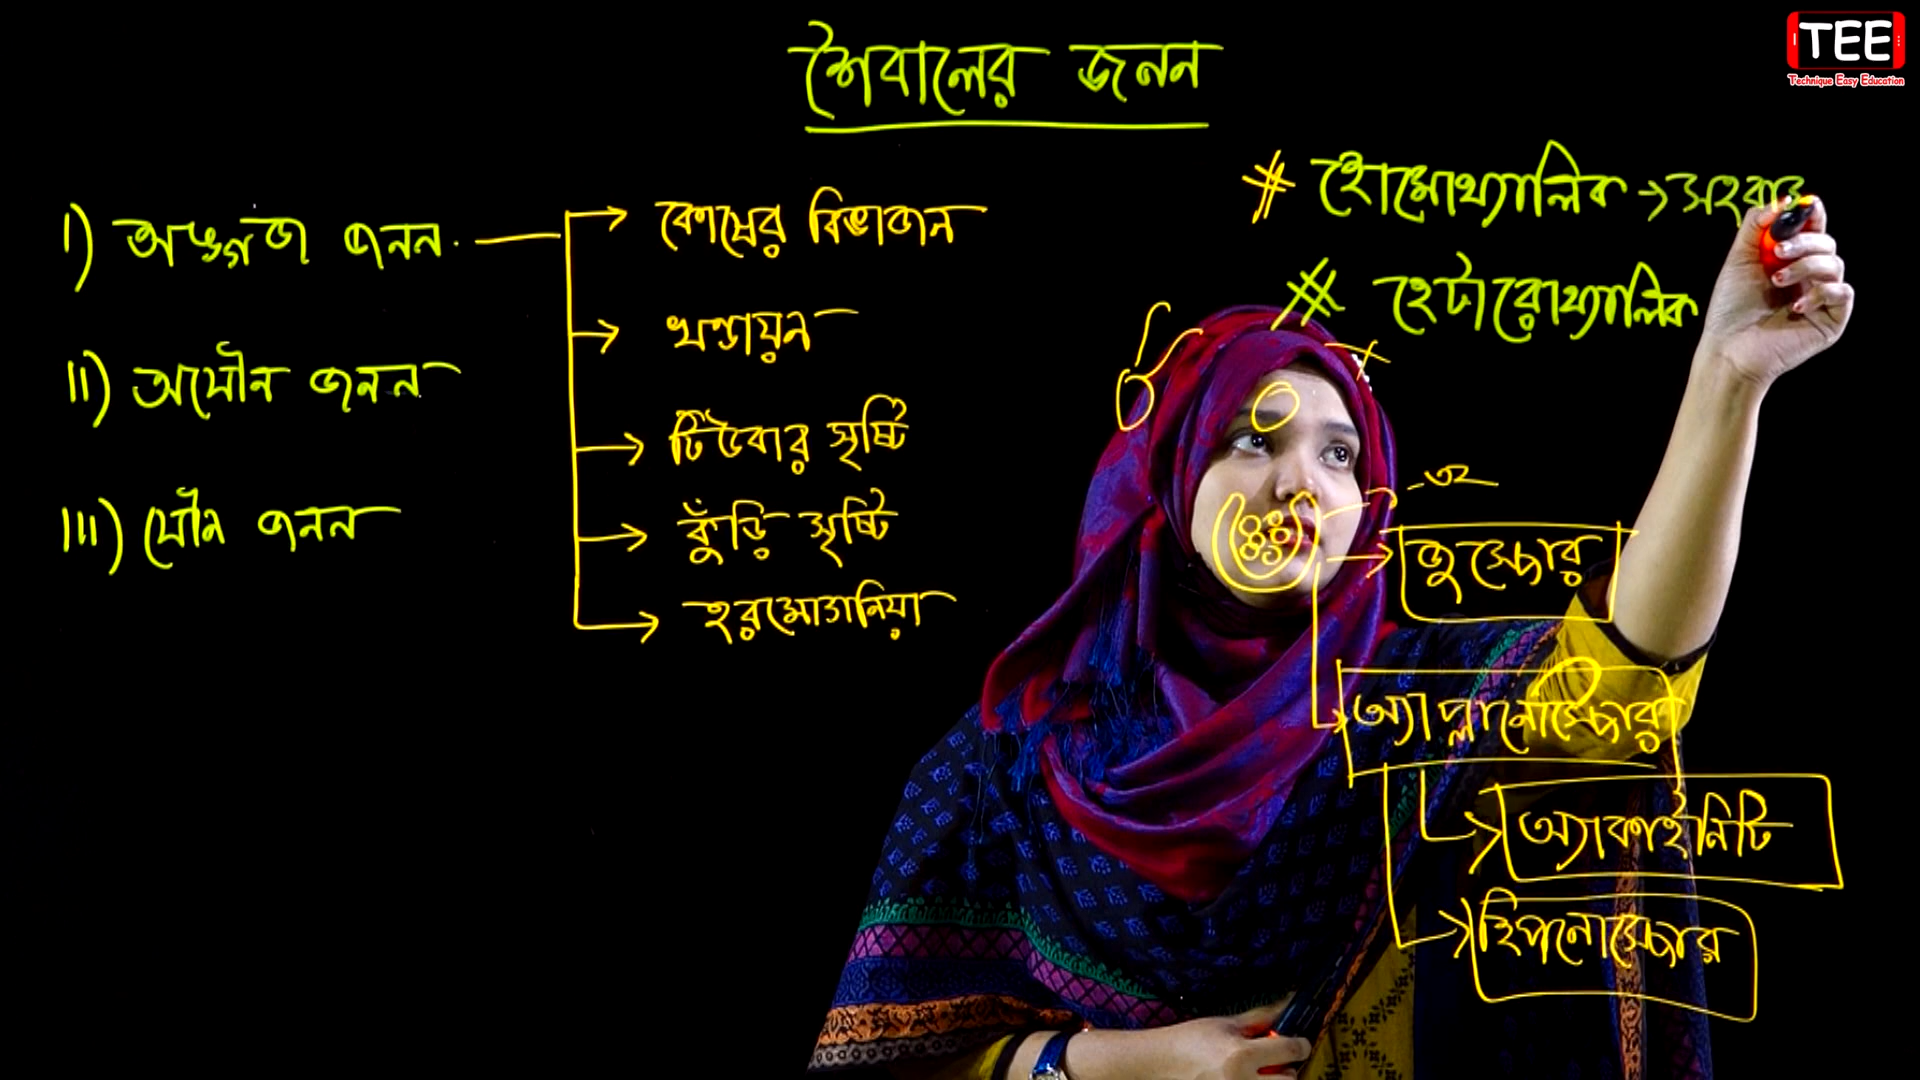 শৈবালের জনন
TEE
Technique Easy Education
I) অঙ্গজ জনন
কোষের বিভাজন
খণ্ডায়ন
টিউবার সৃষ্টি
কুঁড়ি সৃষ্টি
হরমোগোনিয়া
II) অযৌন জনন
III) যৌন জনন
# হোমোথ্যালিক → সহবাস
# হেটারোথ্যালিক
অ্যাপ্লানোস্পোর
অ্যাকাইনিটি
হিপনোস্পোর